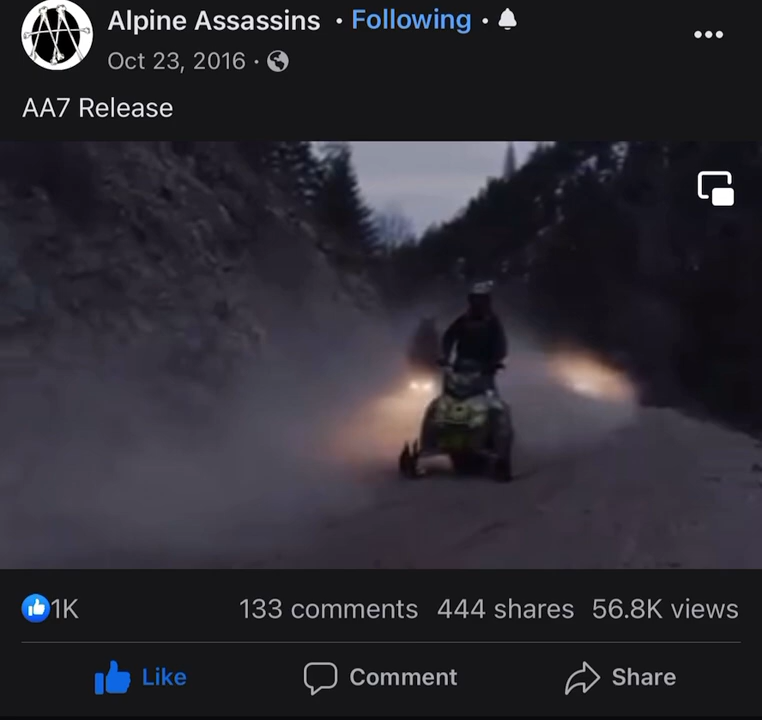 Alpine Assassins · Following ·
Oct 23, 2016 ·
AA7 Release
1K 133 comments 444 shares 56.8K views
Like Comment Share